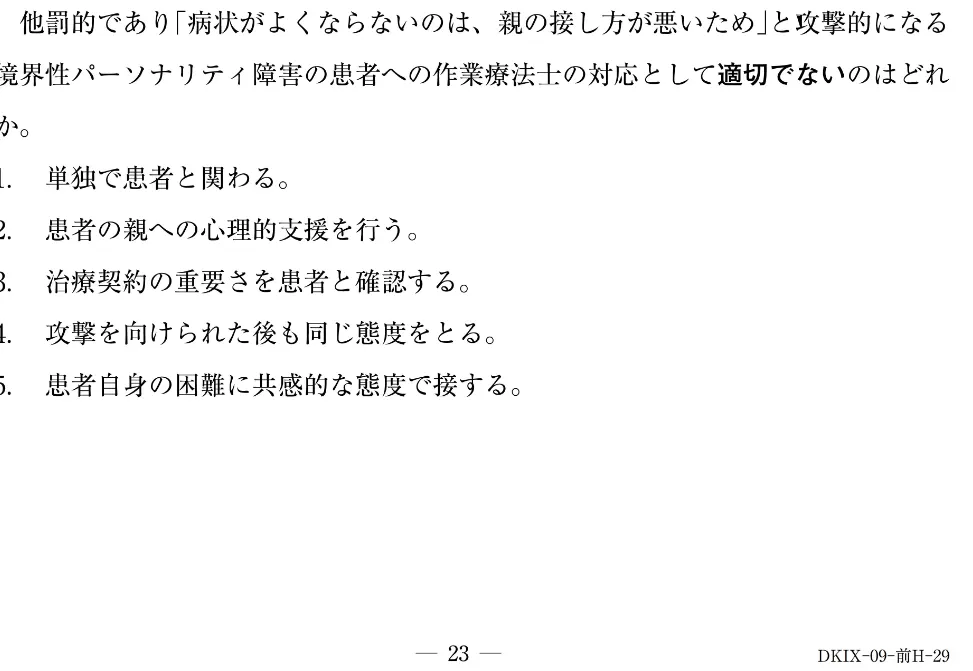 他罰的であり「病状がよくならないのは、親の接し方が悪いため」と攻撃的になる
境界性パーソナリティ障害の患者への作業療法士の対応として適切でないのはどれ
か。
1. 単独で患者と関わる。
2. 患者の親への心理的支援を行う。
3. 治療契約の重要さを患者と確認する。
4. 攻撃を向けられた後も同じ態度をとる。
5. 患者自身の困難に共感的な態度で接する。
— 23 —
DKIX-09-前H-29